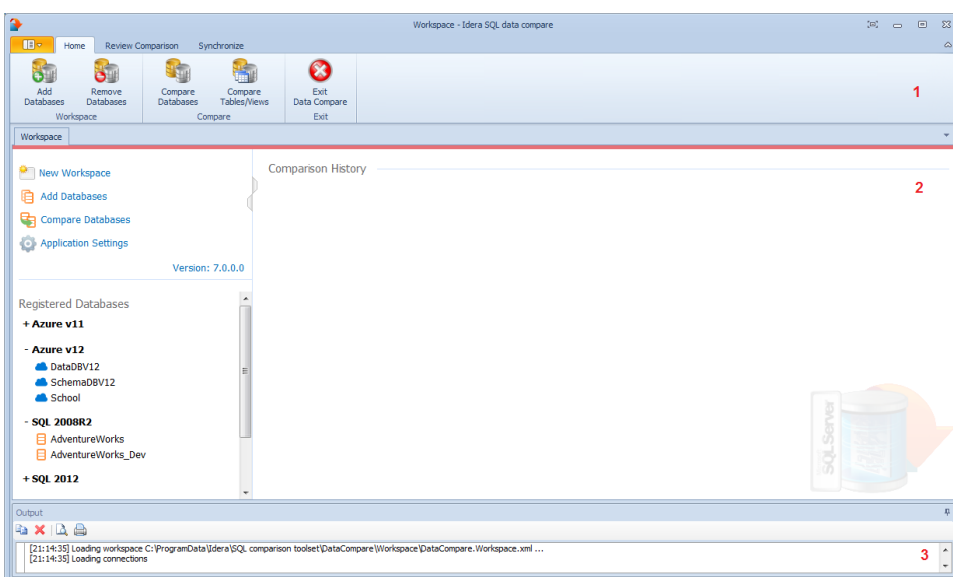 Workspace - Idera SQL data compare
Home Review Comparison Synchronize
Add Databases
Remove Databases
Compare Databases
Compare Tables/Views
Exit Data Compare
1
Workspace
Compare
Exit
Workspace
New Workspace
Add Databases
Compare Databases
Application Settings
Version: 7.0.0.0
Comparison History
2
Registered Databases
+ Azure v11
- Azure v12
DataDBV12
SchemaDBV12
School
- SQL 2008R2
AdventureWorks
AdventureWorks_Dev
+ SQL 2012
SQLServer
Output
[21:14:35] Loading workspace C:\ProgramData\Idera\SQL comparison toolset\DataCompare\Workspace\DataCompare.Workspace.xml ...
[21:14:35] Loading connections
3